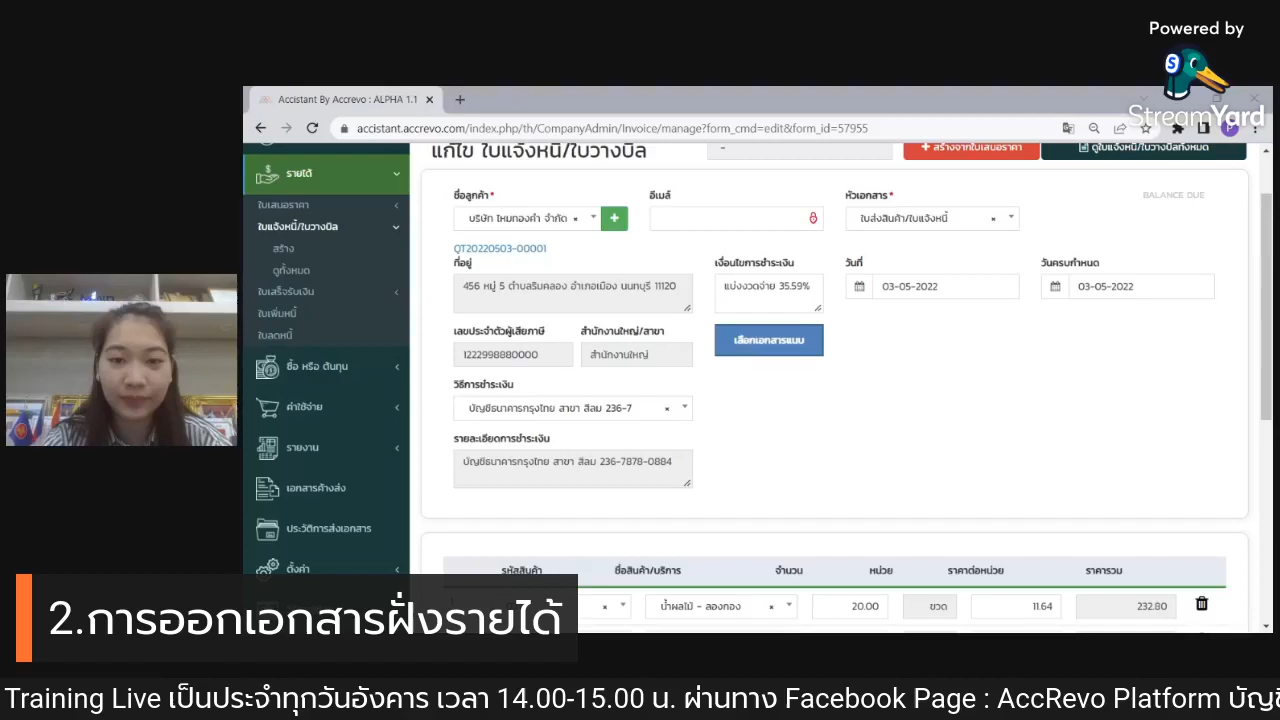 Powered by
StreamYard
Accistant By Accrevo : ALPHA 1.1
accistant.accrevo.com/index.php/th/CompanyAdmin/Invoice/manage?form_cmd=edit&form_id=57955
แก้ไข ใบแจ้งหนี้/ใบวางบิล
-
+ สร้างจากใบเสนอราคา
ดูใบแจ้งหนี้/ใบวางบิลทั้งหมด
รายได้
ใบเสนอราคา
ใบแจ้งหนี้/ใบวางบิล
สร้าง
ดูทั้งหมด
ใบเสร็จรับเงิน
ใบเพิ่มหนี้
ใบลดหนี้
ซื้อ หรือ ต้นทุน
ค่าใช้จ่าย
รายงาน
เอกสารค้างส่ง
ประวัติการส่งเอกสาร
ตั้งค่า
ชื่อลูกค้า *
อีเมล์
หัวเอกสาร *
BALANCE DUE
บริษัท ไหมทองคำ จำกัด
ใบส่งสินค้า/ใบแจ้งหนี้
QT20220503-00001
ที่อยู่
เงื่อนไขการชำระเงิน
วันที่
วันครบกำหนด
456 หมู่ 5 ตำบลริมคลอง อำเภอเมือง นนทบุรี 11120
แบ่งงวดจ่าย 35.59%
03-05-2022
03-05-2022
เลขประจำตัวผู้เสียภาษี
สำนักงานใหญ่/สาขา
เลือกเอกสารแนบ
1222998880000
สำนักงานใหญ่
วิธีการชำระเงิน
บัญชีธนาคารกรุงไทย สาขา สีลม 236-7
รายละเอียดการชำระเงิน
บัญชีธนาคารกรุงไทย สาขา สีลม 236-7878-0884
รหัสสินค้า ชื่อสินค้า/บริการ จำนวน หน่วย ราคาต่อหน่วย ราคารวม
น้ำผลไม้ - ลองกอง 20.00 ขวด 11.64 232.80
2.การออกเอกสารฝั่งรายได้
Training Live เป็นประจำทุกวันอังคาร เวลา 14.00-15.00 น. ผ่านทาง Facebook Page : AccRevo Platform